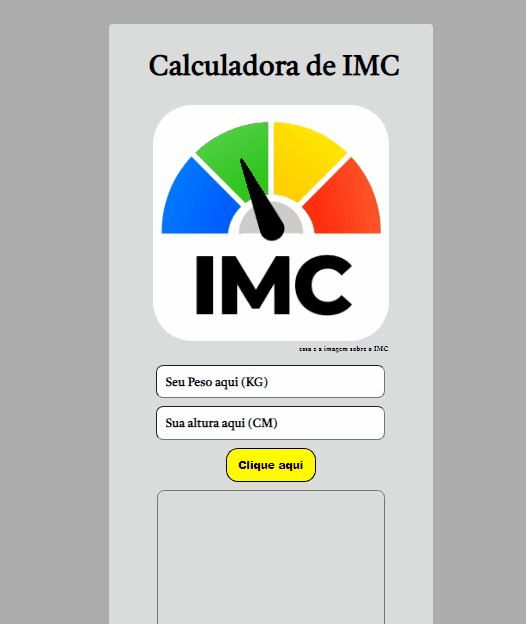 Calculadora de IMC
IMC
essa e a imagem sobre o IMC
Seu Peso aqui (KG)
Sua altura aqui (CM)
Clique aqui